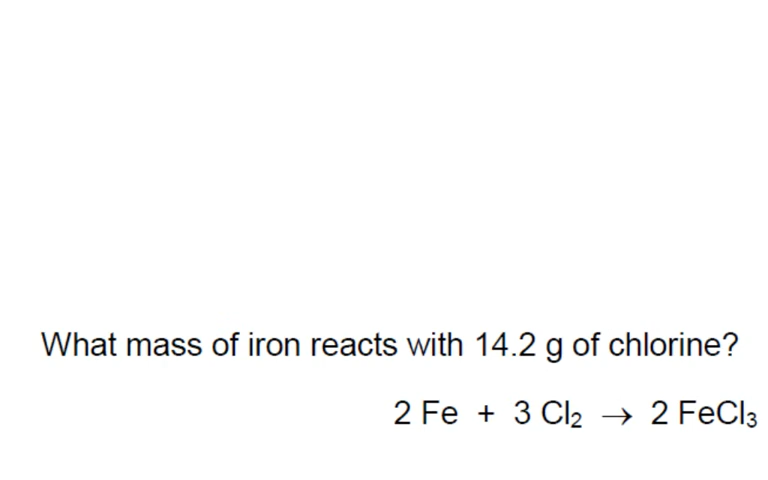 What mass of iron reacts with 14.2 g of chlorine?
2 Fe + 3 Cl₂ → 2 FeCl₃